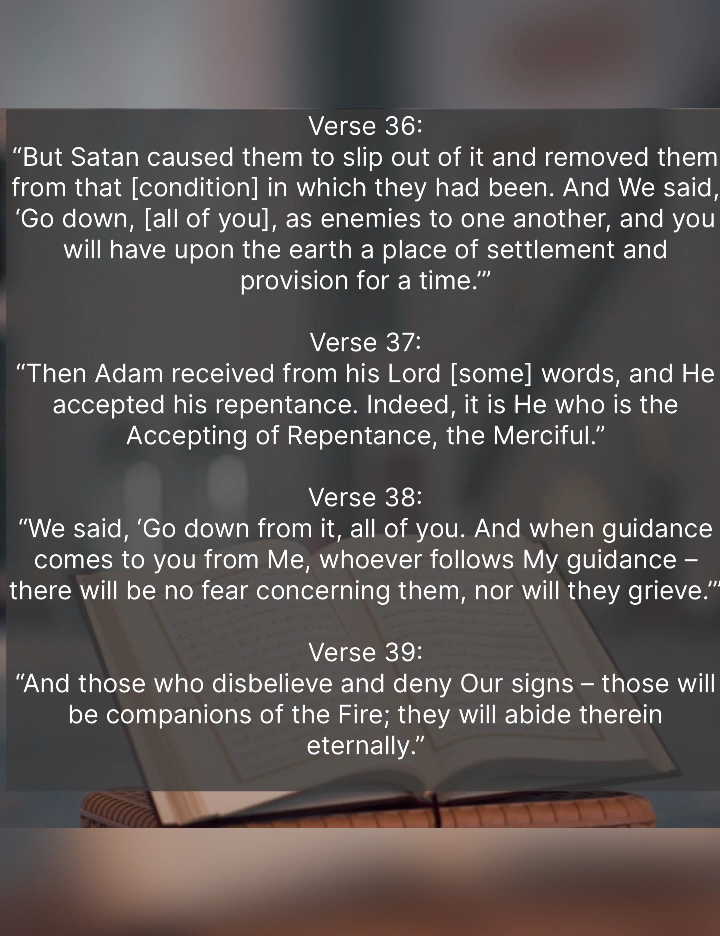 Verse 36:
“But Satan caused them to slip out of it and removed them
from that [condition] in which they had been. And We said,
‘Go down, [all of you], as enemies to one another, and you
will have upon the earth a place of settlement and
provision for a time.’”
Verse 37:
“Then Adam received from his Lord [some] words, and He
accepted his repentance. Indeed, it is He who is the
Accepting of Repentance, the Merciful.”
Verse 38:
“We said, ‘Go down from it, all of you. And when guidance
comes to you from Me, whoever follows My guidance –
there will be no fear concerning them, nor will they grieve.’”
Verse 39:
“And those who disbelieve and deny Our signs – those will
be companions of the Fire; they will abide therein
eternally.”